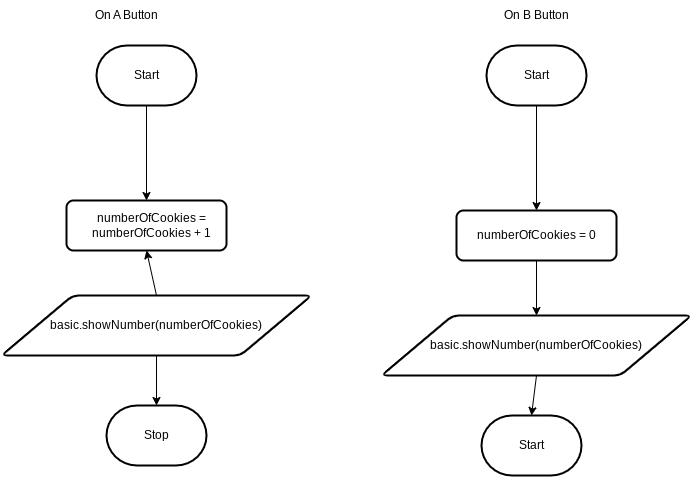 On A Button
Start
numberOfCookies =
numberOfCookies + 1
basic.showNumber(numberOfCookies)
Stop
On B Button
Start
numberOfCookies = 0
basic.showNumber(numberOfCookies)
Start